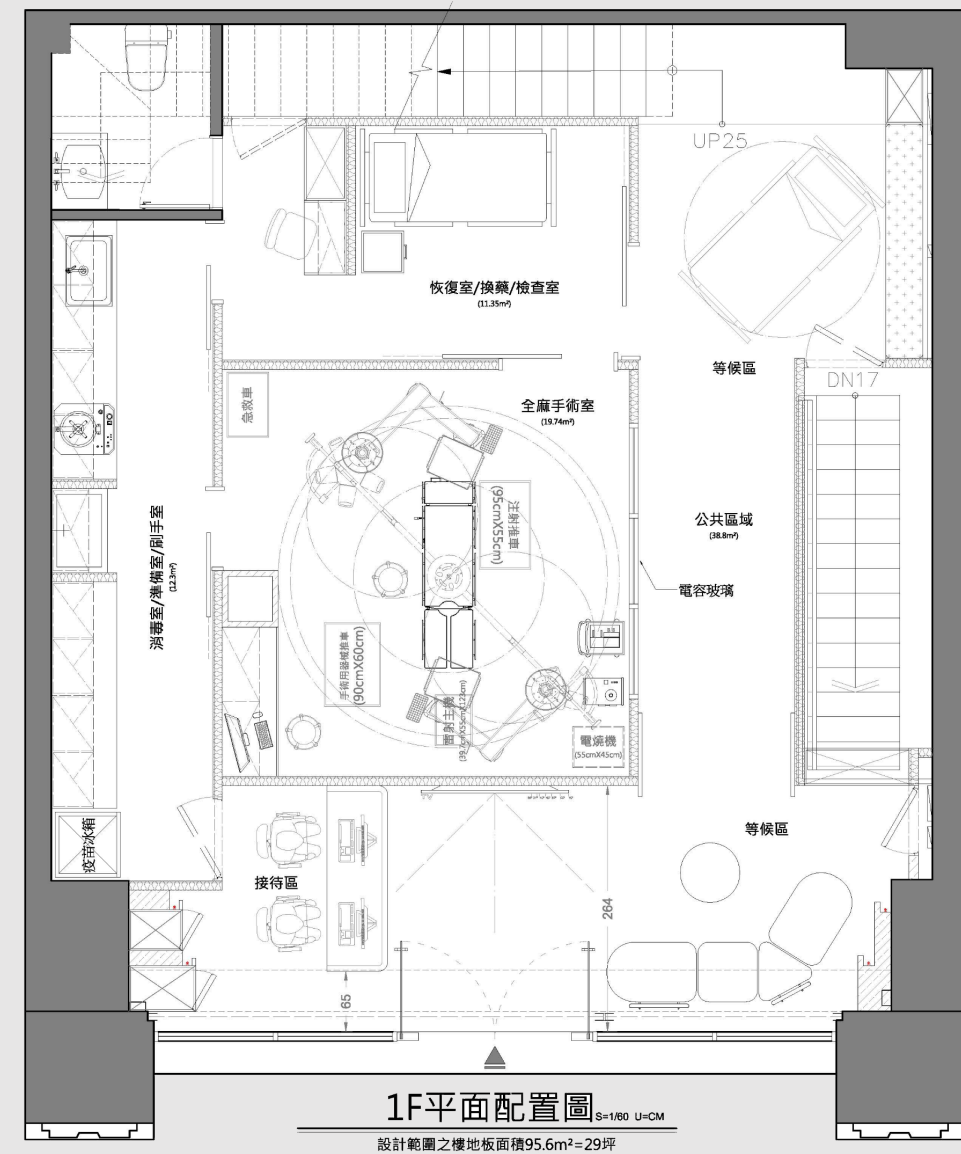 UP25
恢復室/換藥/檢查室
(11.35m²)
等候區
DN17
急救車
全麻手術室
(19.74m²)
注射推車
(95cmX55cm)
公共區域
(38.8m²)
消毒室/準備室/刷手室
(12.3m²)
電容玻璃
手術用器械推車
(90cmX60cm)
雷射主機
電燒機
(55cmX45cm)
疫苗冰箱
等候區
接待區
264
65
1F平面配置圖 S=1/60 U=CM
設計範圍之樓地板面積95.6m²=29坪